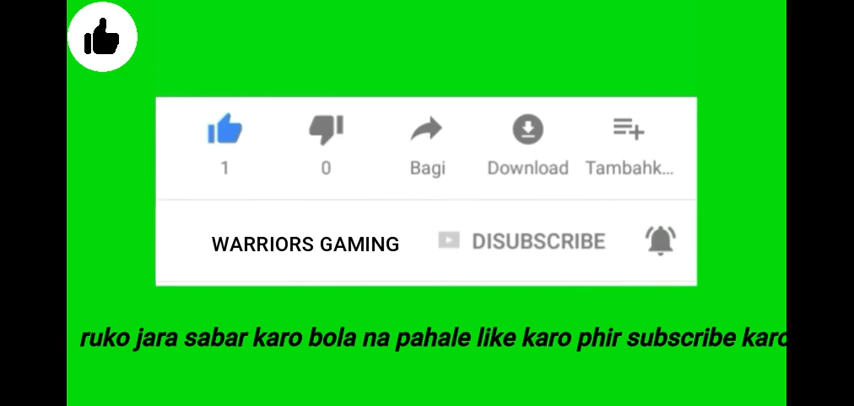 1 0 Bagi Download Tambahk...
WARRIORS GAMING DISUBSCRIBE
ruko jara sabar karo bola na pahale like karo phir subscribe karo